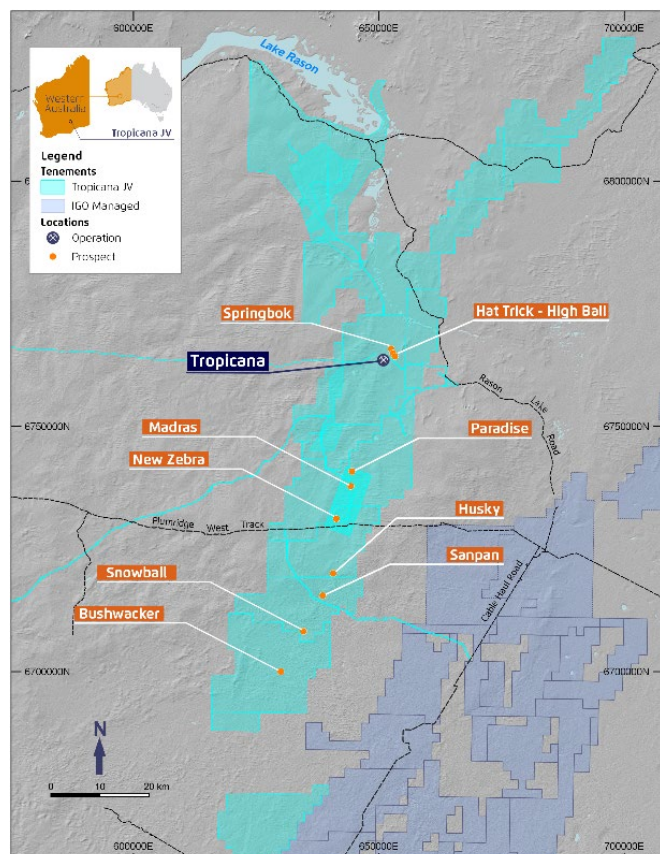 600000E
650000E
700000E
Lake Rason
Western
Australia
Tropicana JV
Legend
Tenements
Tropicana JV
IGO Managed
Locations
Operation
Prospect
6800000N
Springbok
Hat Trick - High Ball
Tropicana
Rason Lake Road
6750000N
Madras
Paradise
New Zebra
Husky
Plumridge West Track
Sanpan
Snowball
Cable Haul Road
Bushwacker
6700000N
N
0 10 20 km
600000E
650000E
700000E
6800000N
6750000N
6700000N